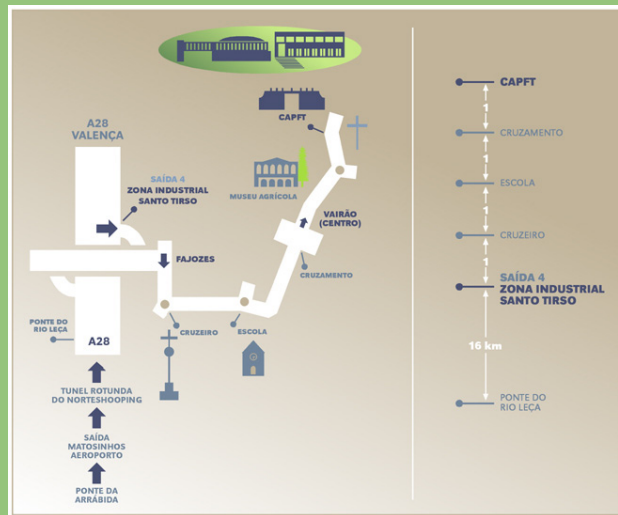 CAPFT
A28
VALENÇA
SAÍDA 4
ZONA INDUSTRIAL
SANTO TIRSO
MUSEU AGRÍCOLA
VAIRÃO
(CENTRO)
FAJOZES
CRUZAMENTO
PONTE DO
RIO LEÇA
A28
CRUZEIRO
ESCOLA
TUNEL ROTUNDA
DO NORTESHOOPING
SAÍDA
MATOSINHOS
AEROPORTO
PONTE DA
ARRÁBIDA
CAPFT
1
CRUZAMENTO
1
ESCOLA
1
CRUZEIRO
1
SAÍDA 4
ZONA INDUSTRIAL
SANTO TIRSO
16 km
PONTE DO
RIO LEÇA